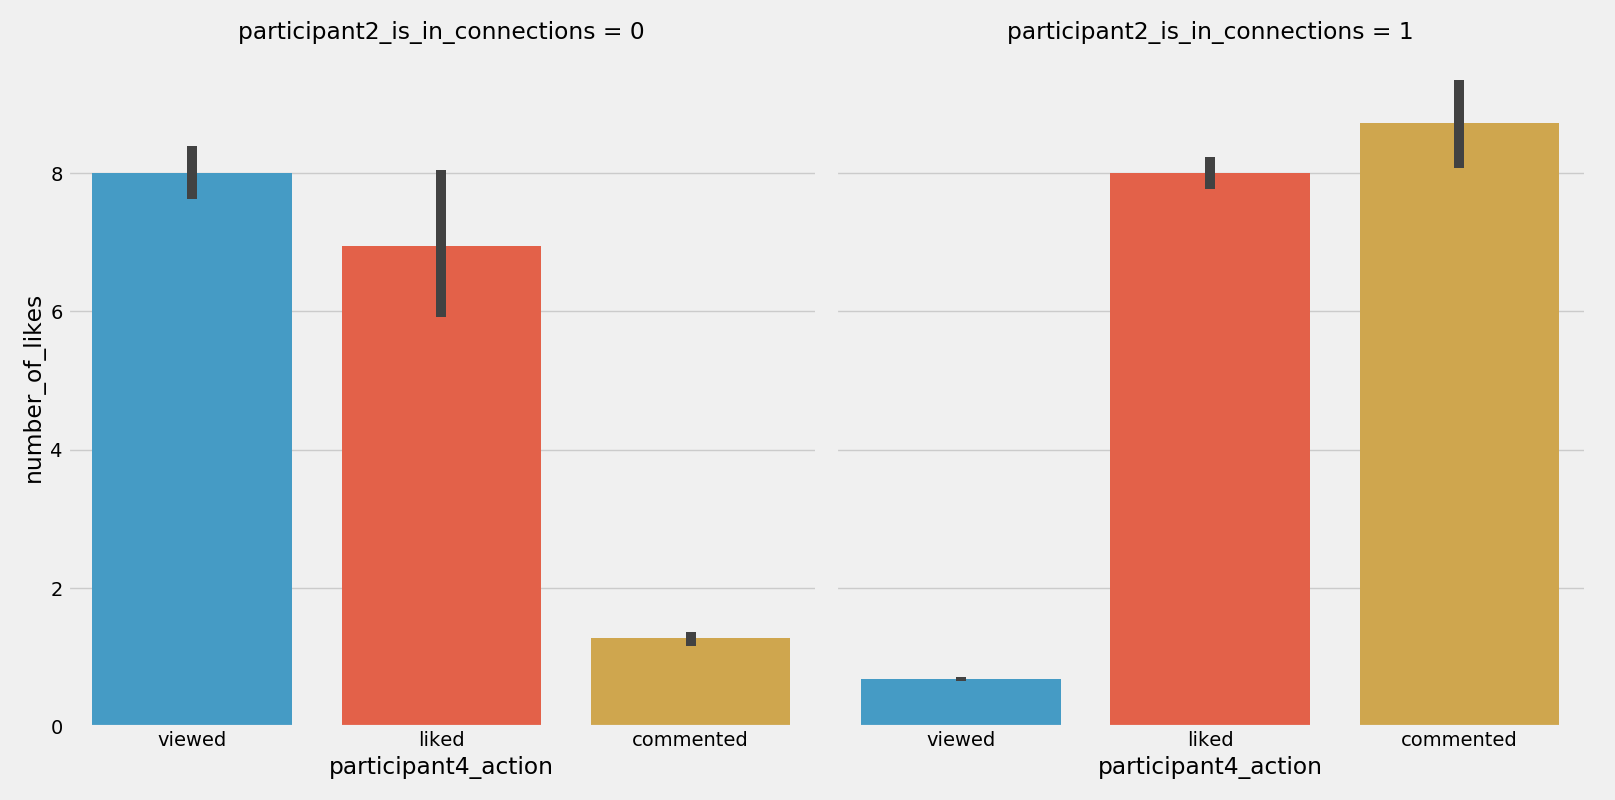 participant2_is_in_connections = 0
participant2_is_in_connections = 1
number_of_likes
8
6
4
2
0
viewed liked commented
viewed liked commented
participant4_action
participant4_action